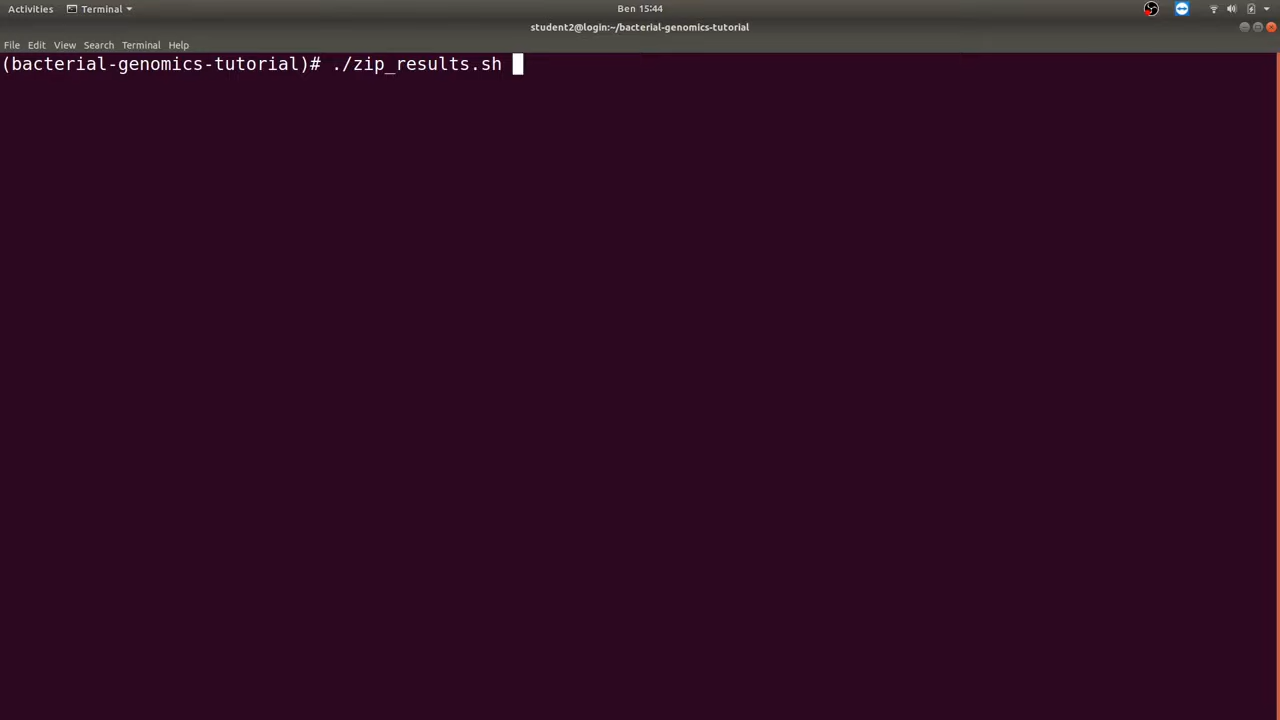 Activities Terminal Ben 15:44
student2@login:~/bacterial-genomics-tutorial
File Edit View Search Terminal Help
(bacterial-genomics-tutorial)# ./zip_results.sh